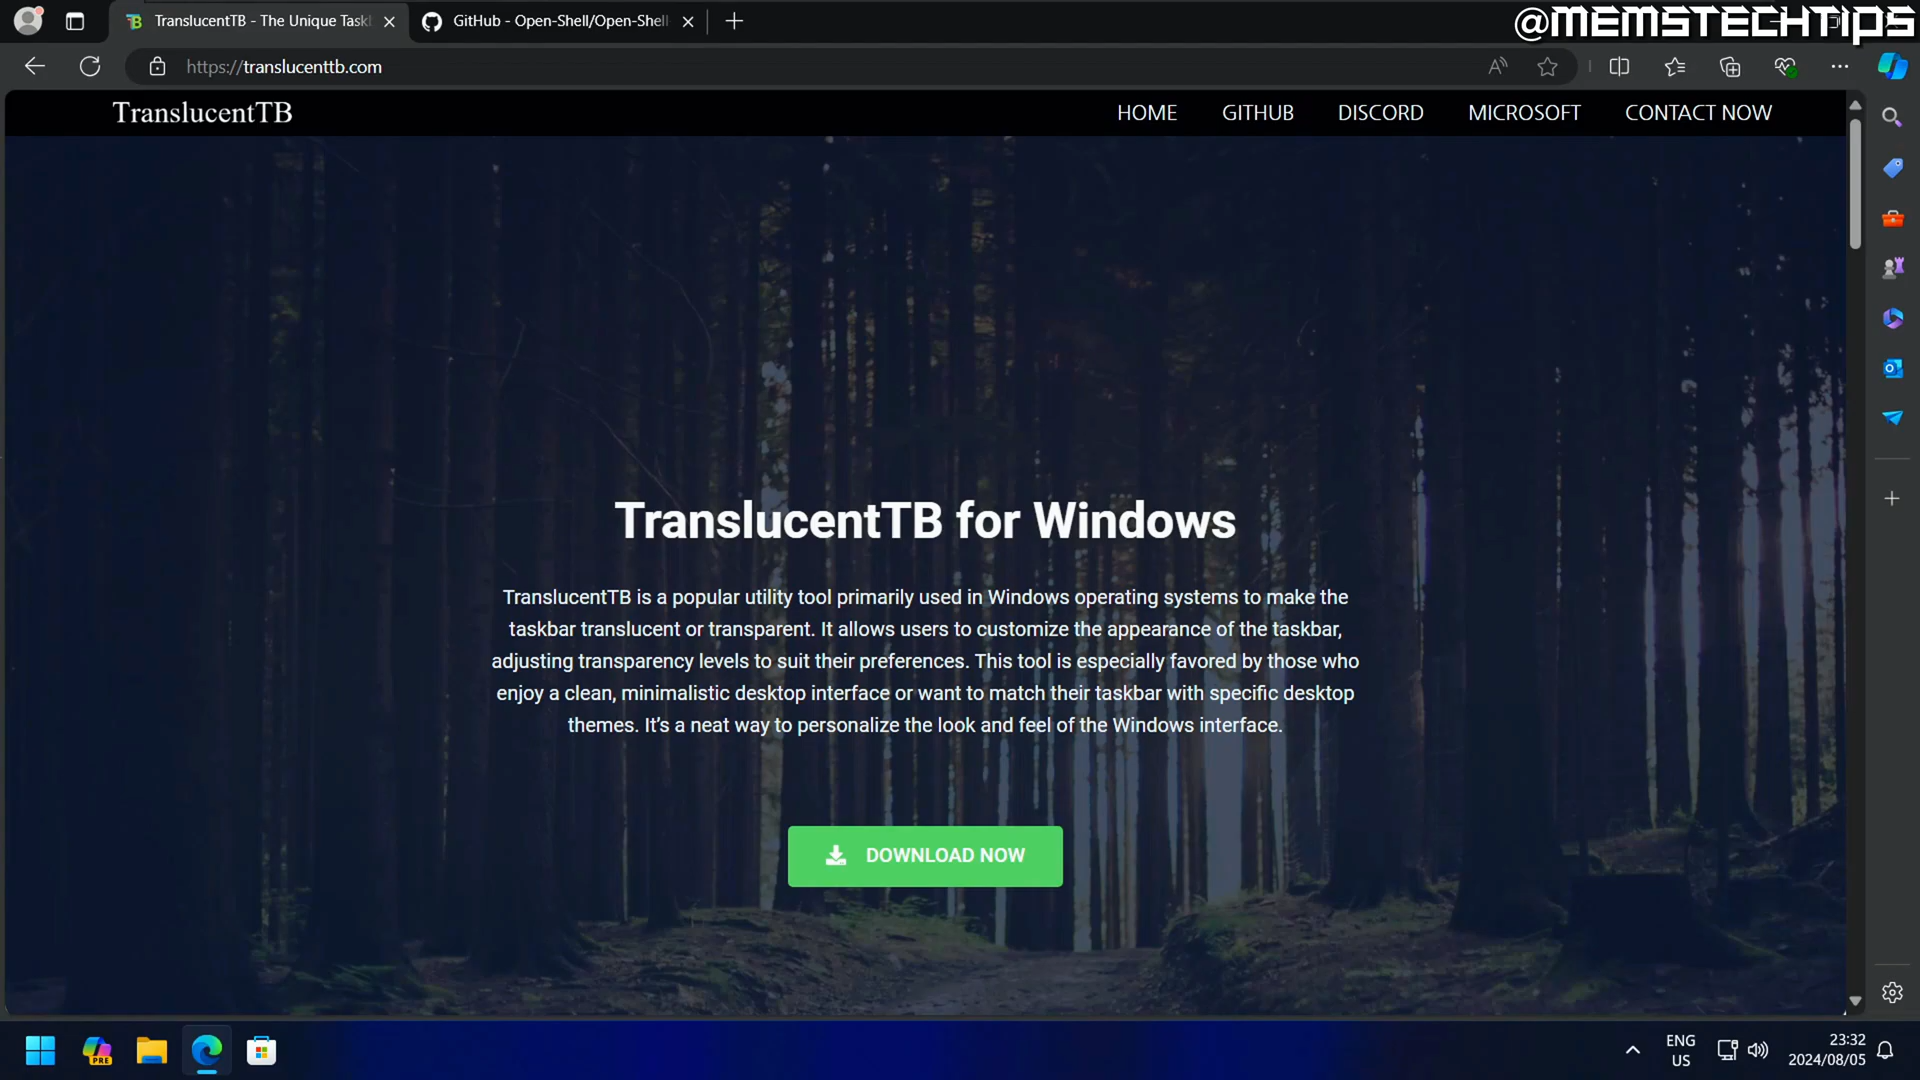 TranslucentTB - The Unique Task
GitHub - Open-Shell/Open-Shell
@MEMSTECHTIPS
https://translucenttb.com
TranslucentTB
HOME
GITHUB
DISCORD
MICROSOFT
CONTACT NOW
TranslucentTB for Windows
TranslucentTB is a popular utility tool primarily used in Windows operating systems to make the
taskbar translucent or transparent. It allows users to customize the appearance of the taskbar,
adjusting transparency levels to suit their preferences. This tool is especially favored by those who
enjoy a clean, minimalistic desktop interface or want to match their taskbar with specific desktop
themes. It's a neat way to personalize the look and feel of the Windows interface.
DOWNLOAD NOW
PRE
ENG
US
23:32
2024/08/05